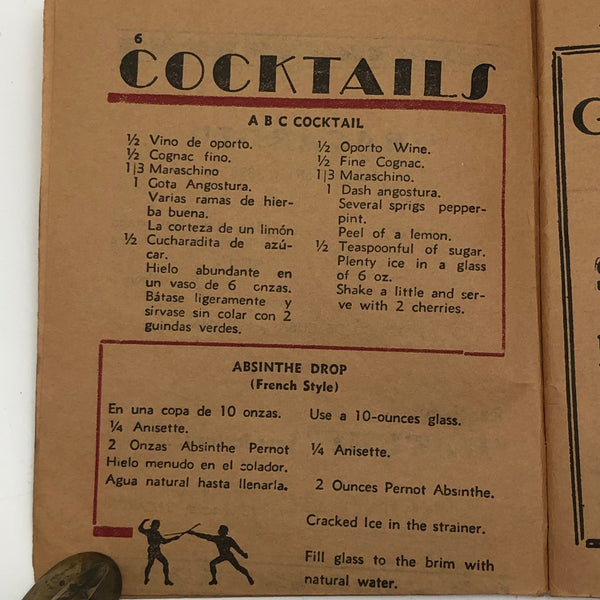 6
COCKTAILS
A B C COCKTAIL
½ Vino de oporto.
½ Cognac fino.
1|3 Maraschino
1 Gota Angostura.
Varias ramas de hier-
ba buena.
La corteza de un limón
½ Cucharadita de azú-
car.
Hielo abundante en
un vaso de 6 cnzas.
Bátase ligeramente y
sírvase sin colar con 2
guindas verdes.
½ Oporto Wine.
½ Fine Cognac.
1|3 Maraschino.
1 Dash angostura.
Several sprigs pepper-
pint.
Peel of a lemon.
½ Teaspoonful of sugar.
Plenty ice in a glass
of 6 oz.
Shake a little and ser-
ve with 2 cherries.
ABSINTHE DROP
(French Style)
En una copa de 10 onzas.
¼ Anisette.
2 Onzas Absinthe Pernot
Hielo menudo en el colador.
Agua natural hasta llenarla.
Use a 10-ounces glass.
¼ Anisette.
2 Ounces Pernot Absinthe.
Cracked Ice in the strainer.
Fill glass to the brim with
natural water.